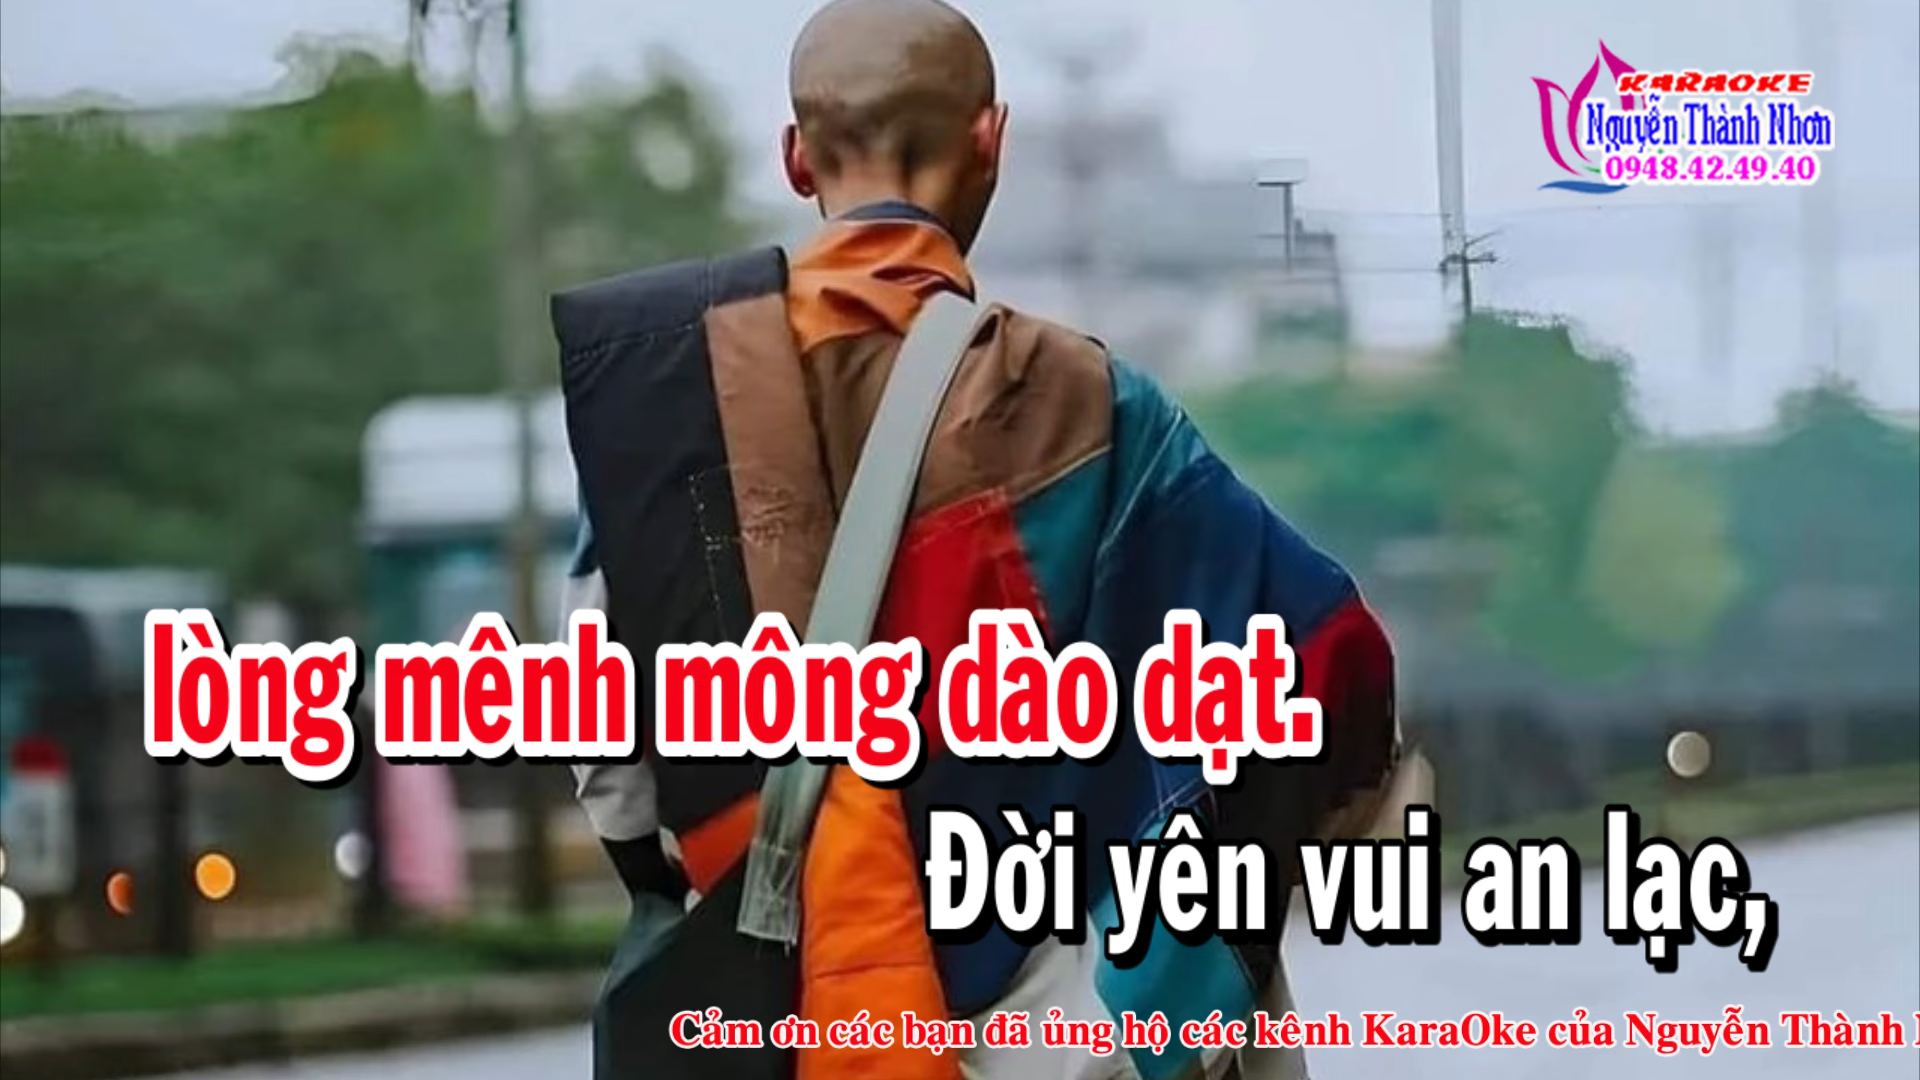 KARAOKE
Nguyễn Thành Nhơn
0948.42.49.40
lòng mênh mông dào dạt.
Đời yên vui an lạc,
Cảm ơn các bạn đã ủng hộ các kênh KaraOke của Nguyễn Thành